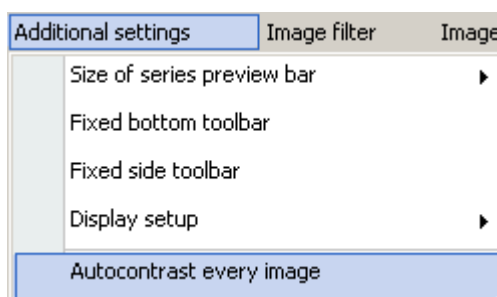 Additional settings Image filter Image
Size of series preview bar
Fixed bottom toolbar
Fixed side toolbar
Display setup
Autocontrast every image